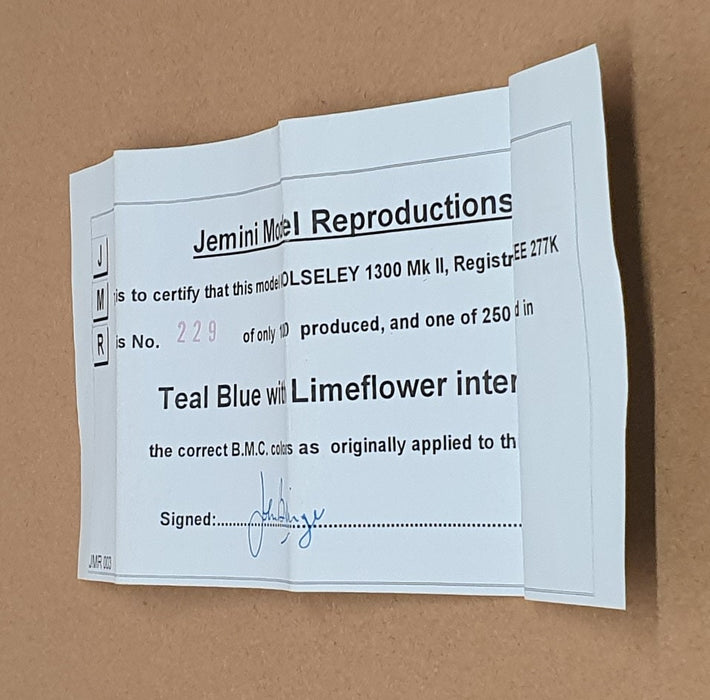 Jemini Model Reproductions
J
M
R
is to certify that this model OLSELEY 1300 Mk II, Registr EE 277K
is No. 229 of only produced, and one of 250 d in
Teal Blue with Limeflower inter
the correct B.M.C. colors as originally applied to th
Signed:
JMR 003